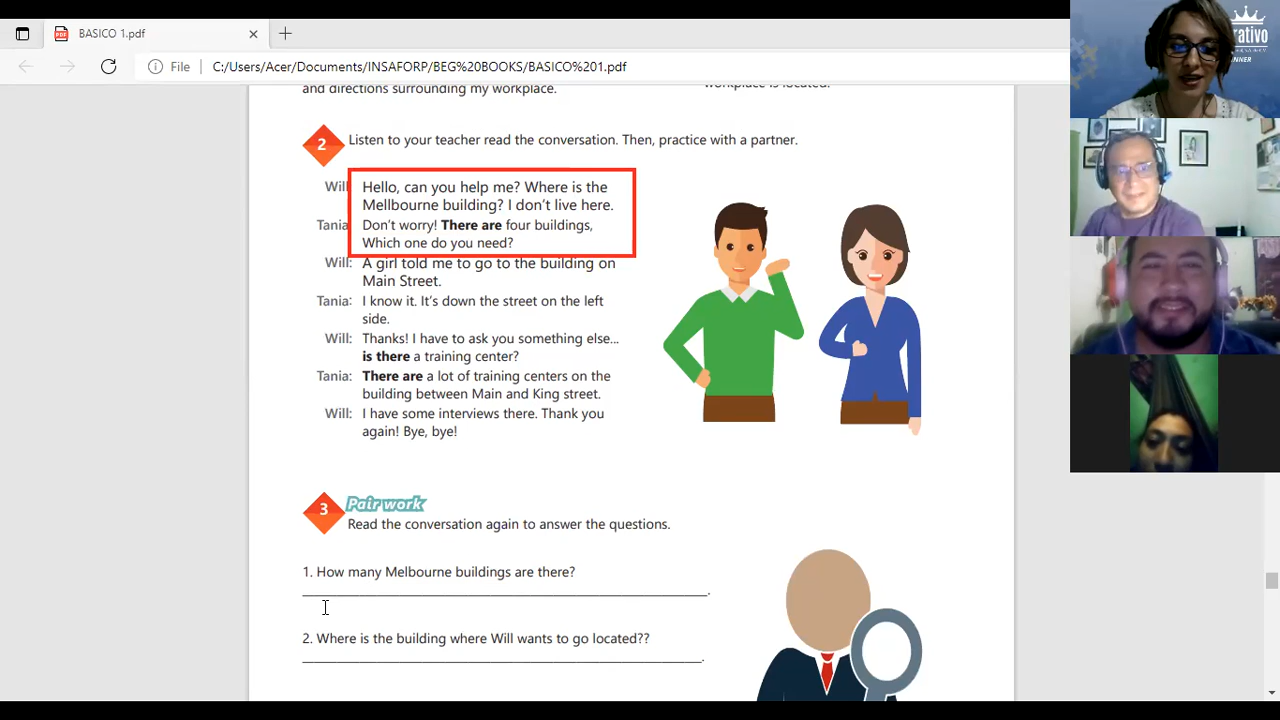 BASICO 1.pdf
File C:/Users/Acer/Documents/INSAFORP/BEG%20BOOKS/BASICO%201.pdf
and directions surrounding my workplace.
workplace is located.
2 Listen to your teacher read the conversation. Then, practice with a partner.
Will: Hello, can you help me? Where is the
Mellbourne building? I don't live here.
Tania: Don't worry! There are four buildings,
Which one do you need?
Will: A girl told me to go to the building on
Main Street.
Tania: I know it. It's down the street on the left
side.
Will: Thanks! I have to ask you something else...
is there a training center?
Tania: There are a lot of training centers on the
building between Main and King street.
Will: I have some interviews there. Thank you
again! Bye, bye!
3 Pair work
Read the conversation again to answer the questions.
1. How many Melbourne buildings are there?
2. Where is the building where Will wants to go located??
rativo